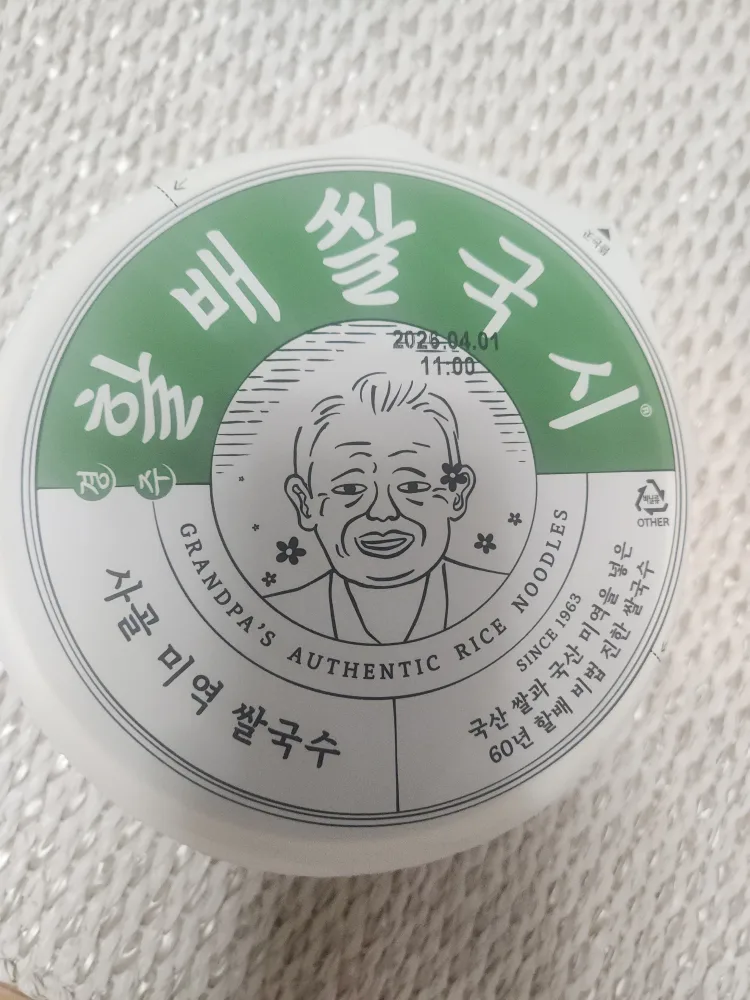 경주
할배쌀국시®
2026.04.01
11:00
GRANDPA'S AUTHENTIC RICE NOODLES
SINCE 1963
사골 미역 쌀국수
국산 쌀과 국산 미역을 넣은
60년 할배 비법 진한 쌀국수
OTHER